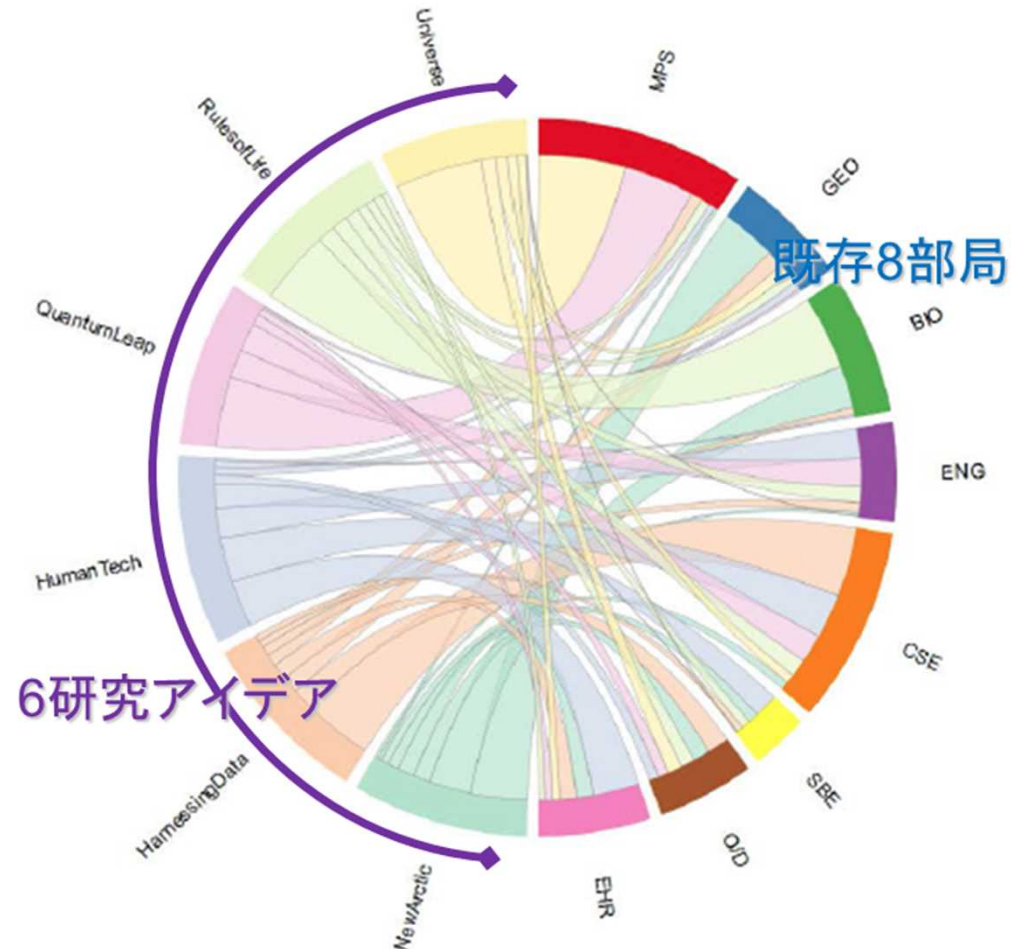 Universe
MPS
RulesofLife
GEO
既存8部局
QuantumLeap
BIO
ENG
HumanTech
CSE
6研究アイデア
HarnessingData
SBE
O/D
NewArctic
EHR